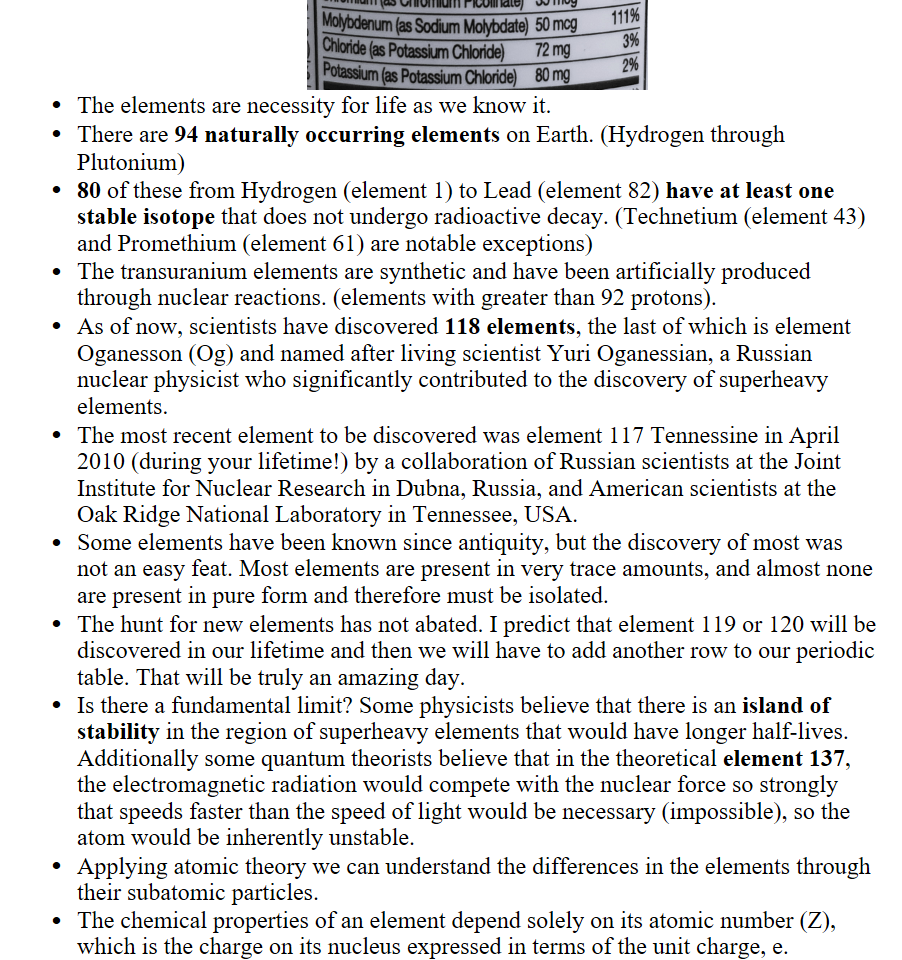 Molybdenum (as Sodium Molybdate) 50 mcg 111%
Chloride (as Potassium Chloride) 72 mg 3%
Potassium (as Potassium Chloride) 80 mg 2%
• The elements are necessity for life as we know it.
• There are 94 naturally occurring elements on Earth. (Hydrogen through
Plutonium)
• 80 of these from Hydrogen (element 1) to Lead (element 82) have at least one
stable isotope that does not undergo radioactive decay. (Technetium (element 43)
and Promethium (element 61) are notable exceptions)
• The transuranium elements are synthetic and have been artificially produced
through nuclear reactions. (elements with greater than 92 protons).
• As of now, scientists have discovered 118 elements, the last of which is element
Oganesson (Og) and named after living scientist Yuri Oganessian, a Russian
nuclear physicist who significantly contributed to the discovery of superheavy
elements.
• The most recent element to be discovered was element 117 Tennessine in April
2010 (during your lifetime!) by a collaboration of Russian scientists at the Joint
Institute for Nuclear Research in Dubna, Russia, and American scientists at the
Oak Ridge National Laboratory in Tennessee, USA.
• Some elements have been known since antiquity, but the discovery of most was
not an easy feat. Most elements are present in very trace amounts, and almost none
are present in pure form and therefore must be isolated.
• The hunt for new elements has not abated. I predict that element 119 or 120 will be
discovered in our lifetime and then we will have to add another row to our periodic
table. That will be truly an amazing day.
• Is there a fundamental limit? Some physicists believe that there is an island of
stability in the region of superheavy elements that would have longer half-lives.
Additionally some quantum theorists believe that in the theoretical element 137,
the electromagnetic radiation would compete with the nuclear force so strongly
that speeds faster than the speed of light would be necessary (impossible), so the
atom would be inherently unstable.
• Applying atomic theory we can understand the differences in the elements through
their subatomic particles.
• The chemical properties of an element depend solely on its atomic number (Z),
which is the charge on its nucleus expressed in terms of the unit charge, e.